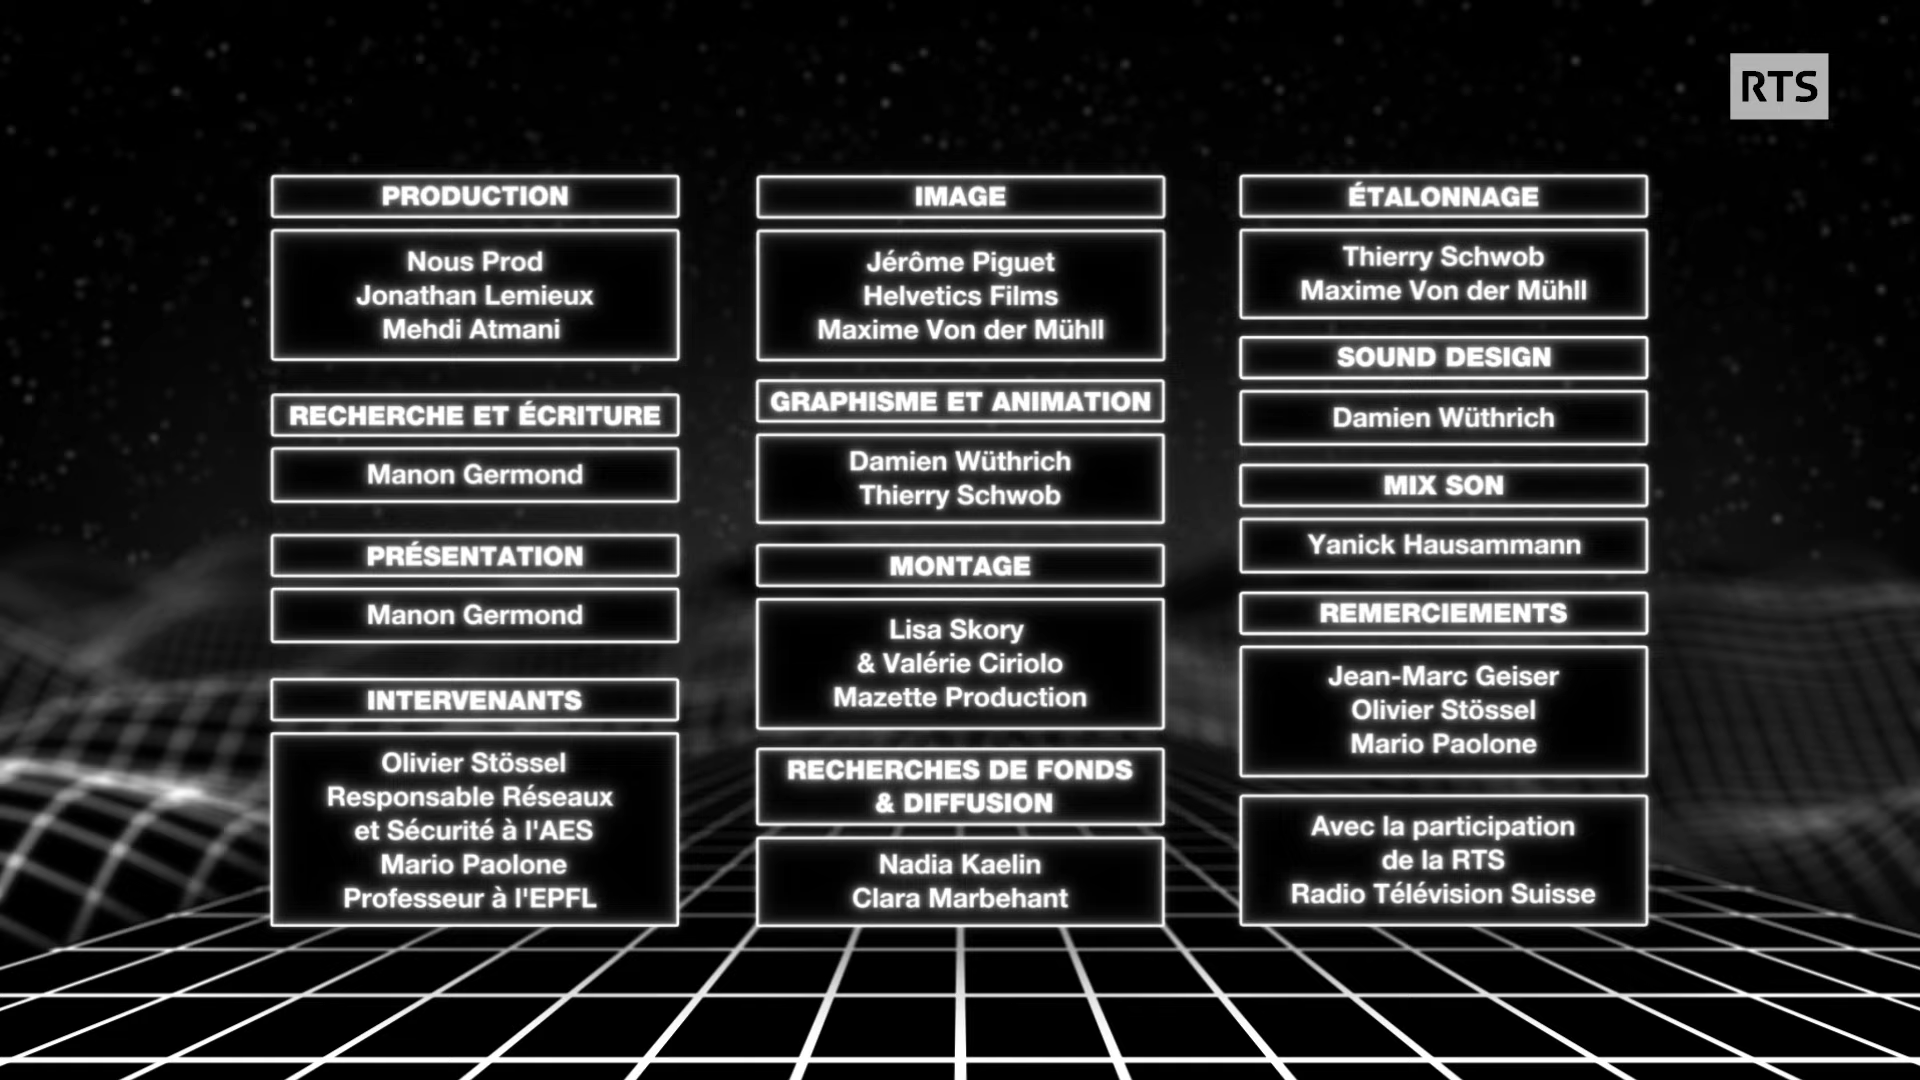 RTS
PRODUCTION
Nous Prod
Jonathan Lemieux
Mehdi Atmani
RECHERCHE ET ÉCRITURE
Manon Germond
PRÉSENTATION
Manon Germond
INTERVENANTS
Olivier Stössel
Responsable Réseaux
et Sécurité à l'AES
Mario Paolone
Professeur à l'EPFL
IMAGE
Jérôme Piguet
Helvetics Films
Maxime Von der Mühll
GRAPHISME ET ANIMATION
Damien Wüthrich
Thierry Schwob
MONTAGE
Lisa Skory
& Valérie Ciriolo
Mazette Production
RECHERCHES DE FONDS
& DIFFUSION
Nadia Kaelin
Clara Marbehant
ÉTALONNAGE
Thierry Schwob
Maxime Von der Mühll
SOUND DESIGN
Damien Wüthrich
MIX SON
Yanick Hausammann
REMERCIEMENTS
Jean-Marc Geiser
Olivier Stössel
Mario Paolone
Avec la participation
de la RTS
Radio Télévision Suisse